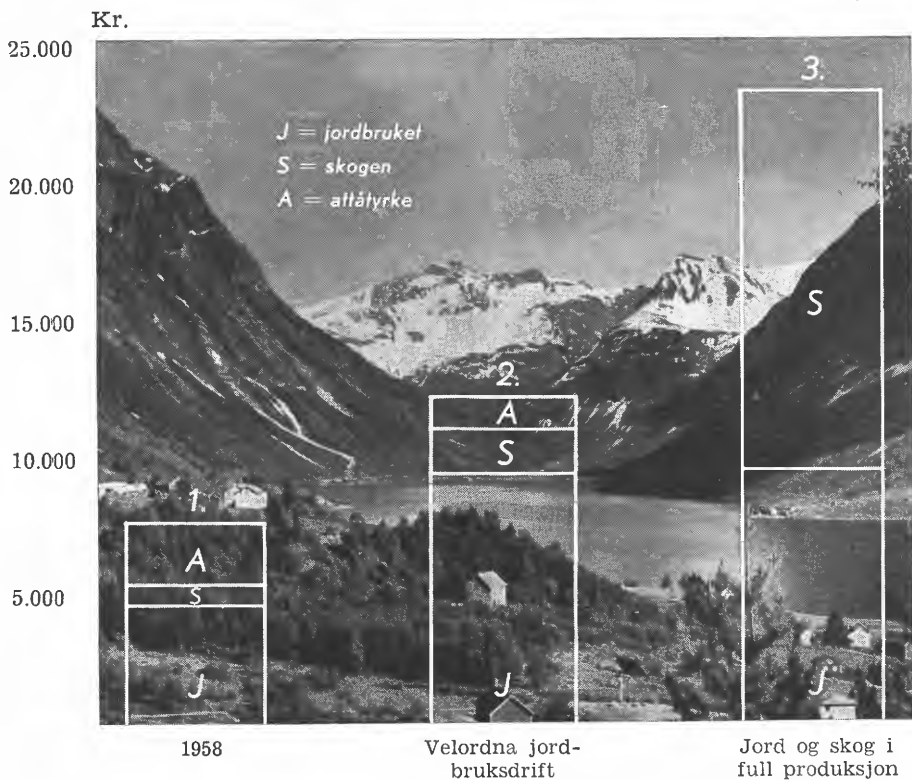 Kr.
25.000
20.000
15.000
10.000
5.000
J = jordbruket
S = skogen
A = attåtyrke
1.
A
S
J
2.
A
S
J
3.
S
J
1958
Velordna jord-
bruksdrift
Jord og skog i
full produksjon